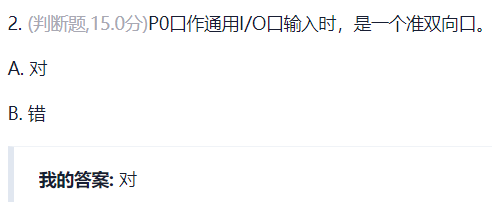 2. (判断题,15.0分)P0口作通用I/O口输入时，是一个准双向口。
A. 对
B. 错
我的答案: 对